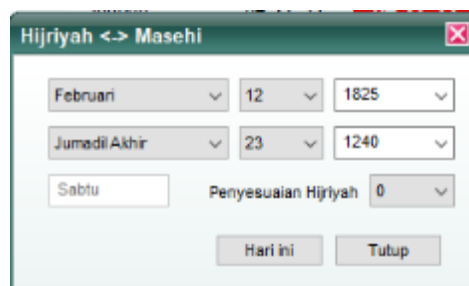 Hijriyah <-> Masehi
Februari 12 1825
Jumadil Akhir 23 1240
Sabtu Penyesuaian Hijriyah 0
Hari ini Tutup